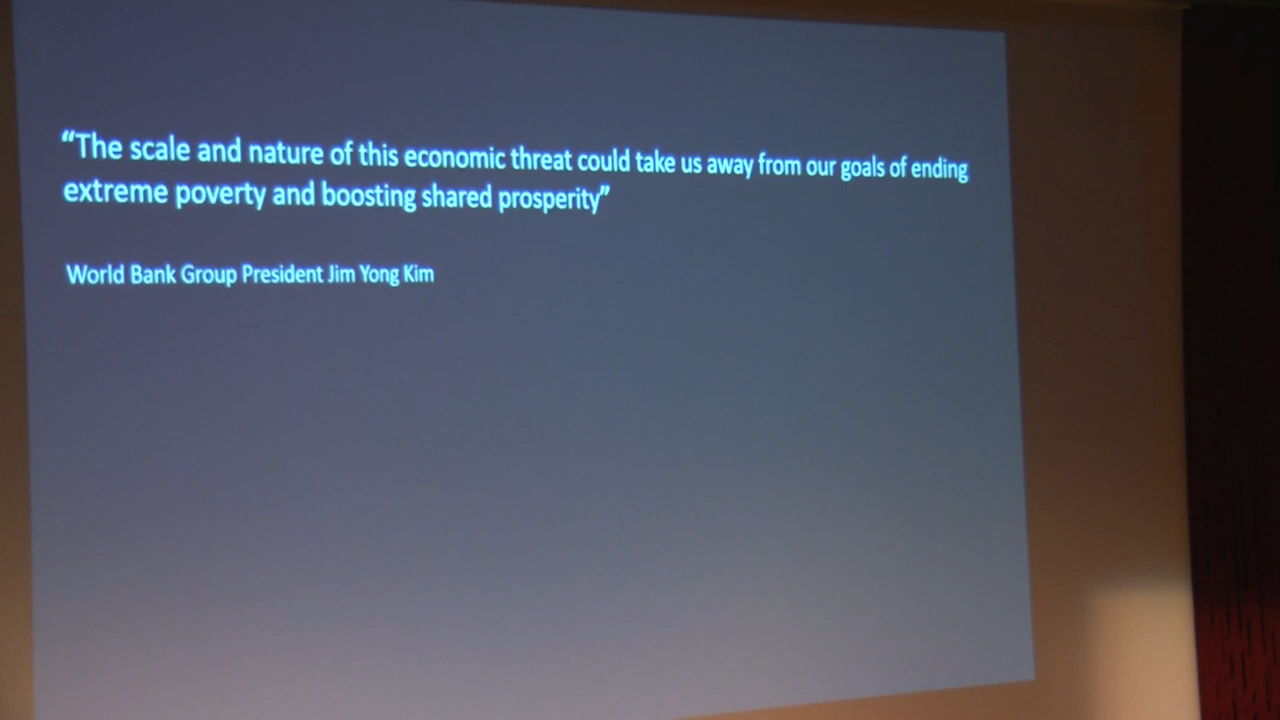 “The scale and nature of this economic threat could take us away from our goals of ending
extreme poverty and boosting shared prosperity”
World Bank Group President Jim Yong Kim